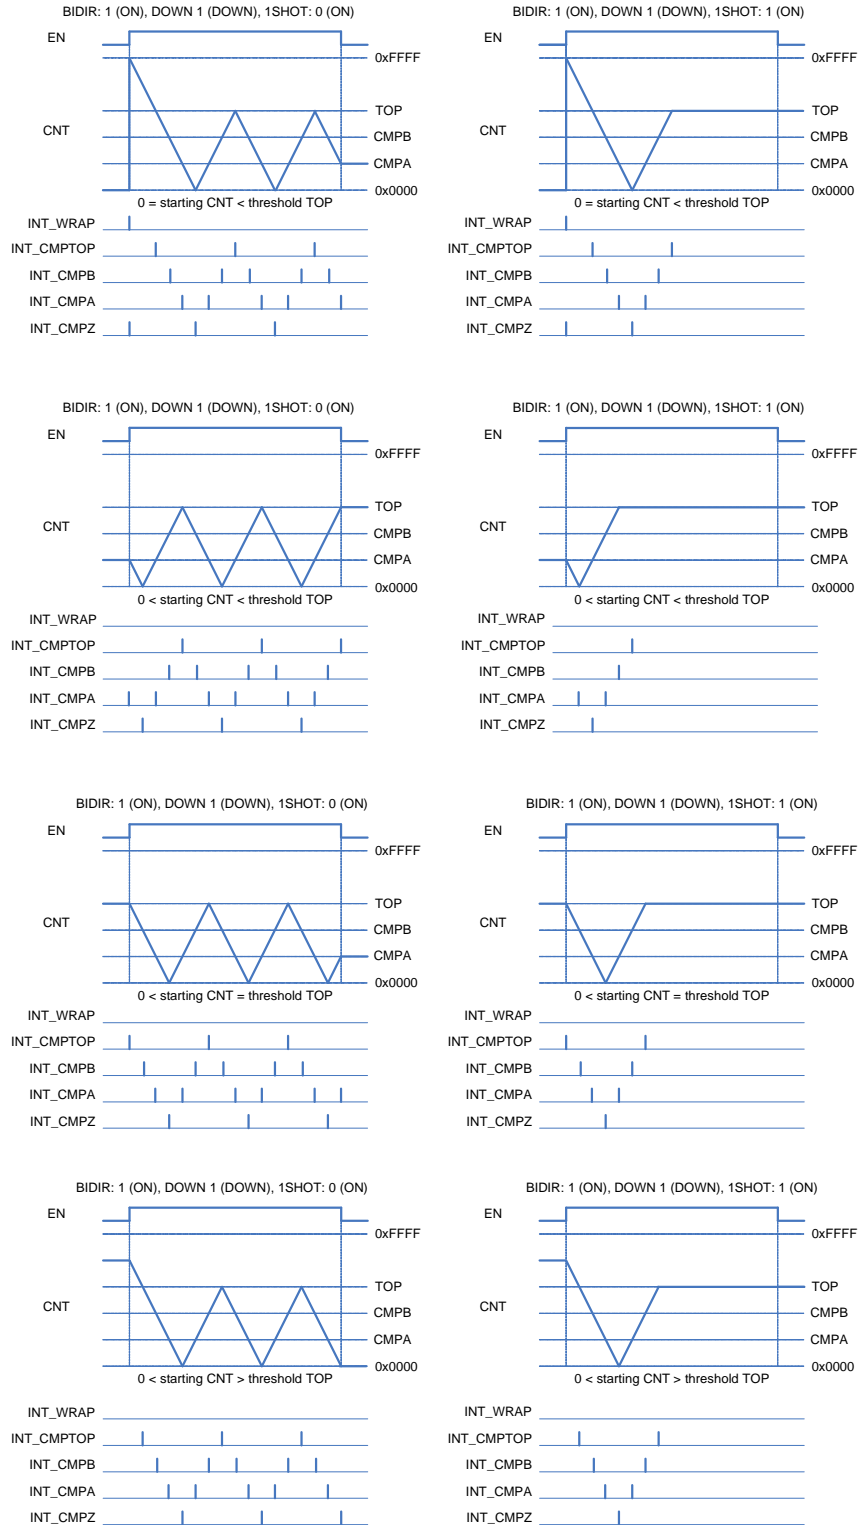 BIDIR: 1 (ON), DOWN 1 (DOWN), 1SHOT: 0 (ON)
EN
0xFFFF
TOP
CNT
CMPB
CMPA
0x0000
0 = starting CNT < threshold TOP
INT_WRAP
INT_CMPTOP
INT_CMPB
INT_CMPA
INT_CMPZ
BIDIR: 1 (ON), DOWN 1 (DOWN), 1SHOT: 1 (ON)
EN
0xFFFF
TOP
CNT
CMPB
CMPA
0x0000
0 = starting CNT < threshold TOP
INT_WRAP
INT_CMPTOP
INT_CMPB
INT_CMPA
INT_CMPZ
BIDIR: 1 (ON), DOWN 1 (DOWN), 1SHOT: 0 (ON)
EN
0xFFFF
TOP
CNT
CMPB
CMPA
0x0000
0 < starting CNT < threshold TOP
INT_WRAP
INT_CMPTOP
INT_CMPB
INT_CMPA
INT_CMPZ
BIDIR: 1 (ON), DOWN 1 (DOWN), 1SHOT: 1 (ON)
EN
0xFFFF
TOP
CNT
CMPB
CMPA
0x0000
0 < starting CNT < threshold TOP
INT_WRAP
INT_CMPTOP
INT_CMPB
INT_CMPA
INT_CMPZ
BIDIR: 1 (ON), DOWN 1 (DOWN), 1SHOT: 0 (ON)
EN
0xFFFF
TOP
CNT
CMPB
CMPA
0x0000
0 < starting CNT = threshold TOP
INT_WRAP
INT_CMPTOP
INT_CMPB
INT_CMPA
INT_CMPZ
BIDIR: 1 (ON), DOWN 1 (DOWN), 1SHOT: 1 (ON)
EN
0xFFFF
TOP
CNT
CMPB
CMPA
0x0000
0 < starting CNT = threshold TOP
INT_WRAP
INT_CMPTOP
INT_CMPB
INT_CMPA
INT_CMPZ
BIDIR: 1 (ON), DOWN 1 (DOWN), 1SHOT: 0 (ON)
EN
0xFFFF
TOP
CNT
CMPB
CMPA
0x0000
0 < starting CNT > threshold TOP
INT_WRAP
INT_CMPTOP
INT_CMPB
INT_CMPA
INT_CMPZ
BIDIR: 1 (ON), DOWN 1 (DOWN), 1SHOT: 1 (ON)
EN
0xFFFF
TOP
CNT
CMPB
CMPA
0x0000
0 < starting CNT > threshold TOP
INT_WRAP
INT_CMPTOP
INT_CMPB
INT_CMPA
INT_CMPZ